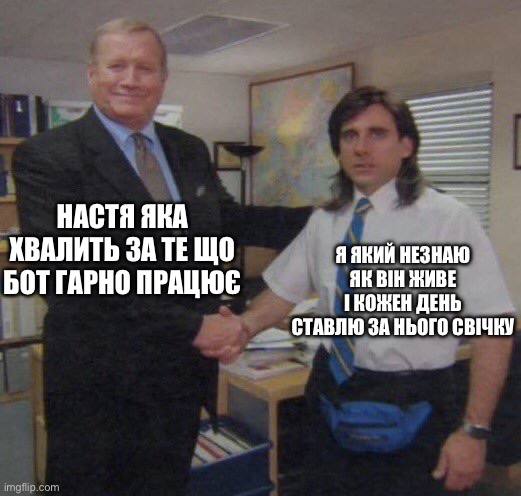 НАСТЯ ЯКА
ХВАЛИТЬ ЗА ТЕ ЩО
БОТ ГАРНО ПРАЦЮЄ
Я ЯКИЙ НЕЗНАЮ
ЯК ВІН ЖИВЕ
І КОЖЕН ДЕНЬ
СТАВЛЮ ЗА НЬОГО СВІЧКУ
imgflip.com